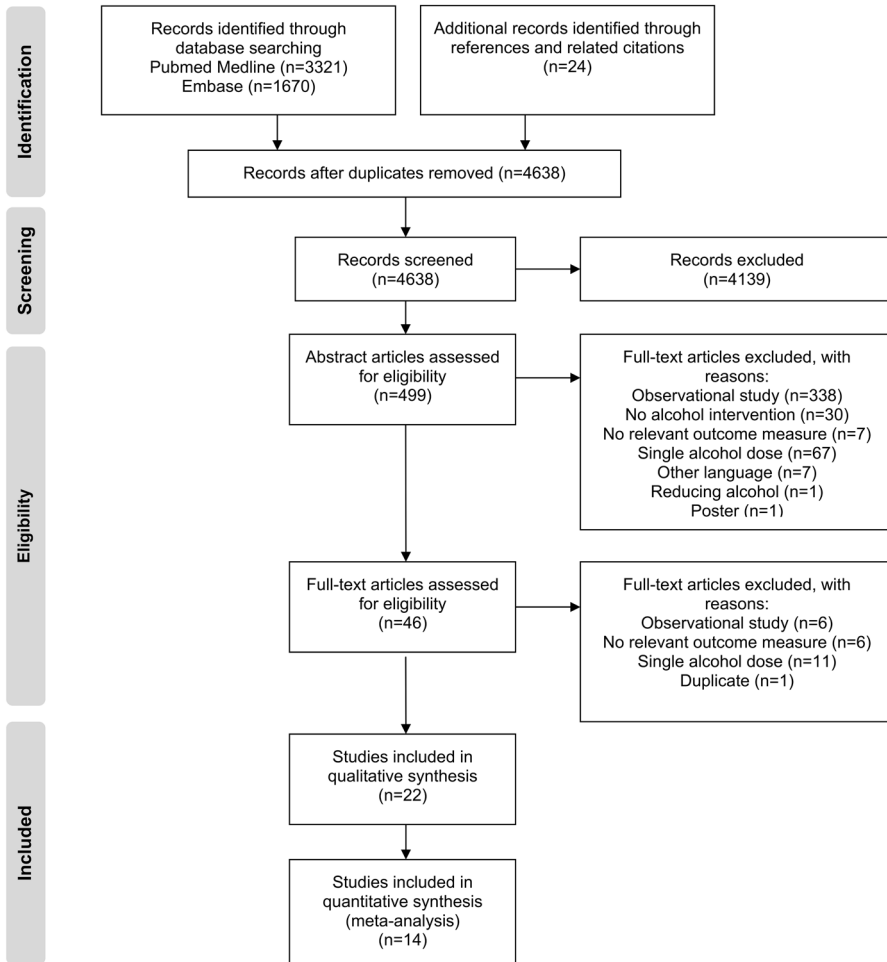 Identification
Records identified through
database searching
Pubmed Medline (n=3321)
Embase (n=1670)
Additional records identified through
references and related citations
(n=24)
Records after duplicates removed (n=4638)
Screening
Records screened
(n=4638)
Records excluded
(n=4139)
Eligibility
Abstract articles assessed
for eligibility
(n=499)
Full-text articles excluded, with
reasons:
Observational study (n=338)
No alcohol intervention (n=30)
No relevant outcome measure (n=7)
Single alcohol dose (n=67)
Other language (n=7)
Reducing alcohol (n=1)
Poster (n=1)
Full-text articles assessed
for eligibility
(n=46)
Full-text articles excluded, with
reasons:
Observational study (n=6)
No relevant outcome measure (n=6)
Single alcohol dose (n=11)
Duplicate (n=1)
Included
Studies included in
qualitative synthesis
(n=22)
Studies included in
quantitative synthesis
(meta-analysis)
(n=14)